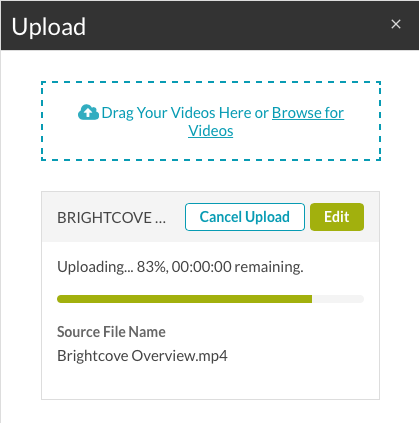 Upload
×
Drag Your Videos Here or Browse for
Videos
BRIGHTCOVE ...
Cancel Upload
Edit
Uploading... 83%, 00:00:00 remaining.
Source File Name
Brightcove Overview.mp4